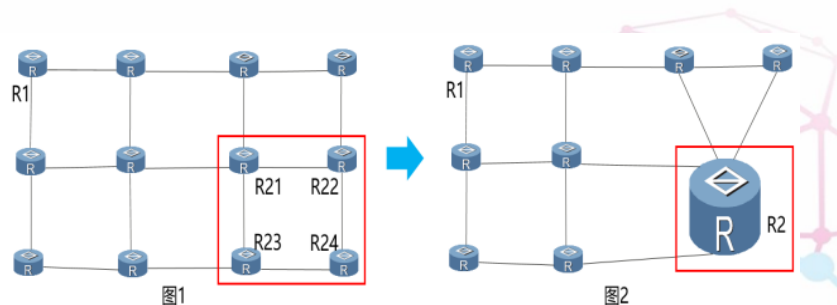 R R R R R R R R
R1 R1
R R R R R R
R21 R22
R R2
R23 R24
R R R R R R
图1 图2